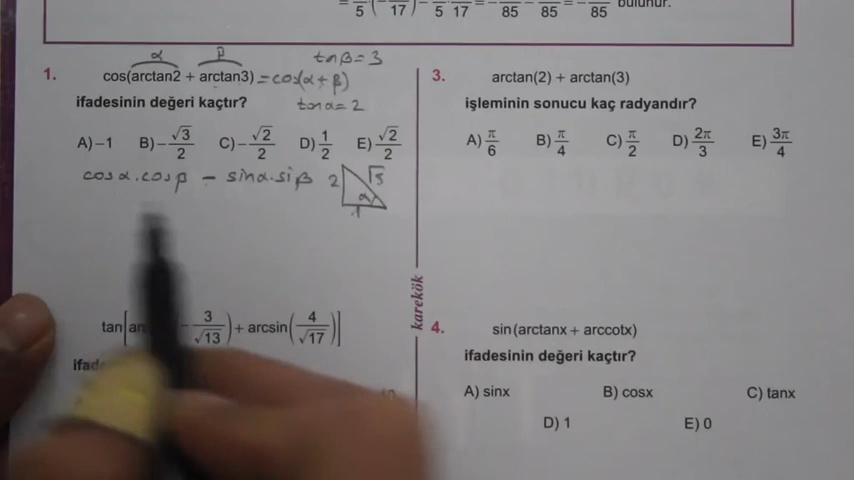 = /5 (- /17) - /5 · /17 = - /85 - /85 = - /85 bulunur.
α β tanβ=3
1. cos(arctan2 + arctan3) = cos(α+β)
ifadesinin değeri kaçtır? tanα=2
A) -1 B) -√3/2 C) -√2/2 D) 1/2 E) √2/2
cosα.cosβ - sinα.siβ 2 √5 α 1
tan[ - 3/√13) + arcsin(4/√17)]
3. arctan(2) + arctan(3)
işleminin sonucu kaç radyandır?
A) π/6 B) π/4 C) π/2 D) 2π/3 E) 3π/4
karekök
4. sin(arctanx + arccotx)
ifadesinin değeri kaçtır?
A) sinx B) cosx C) tanx
D) 1 E) 0